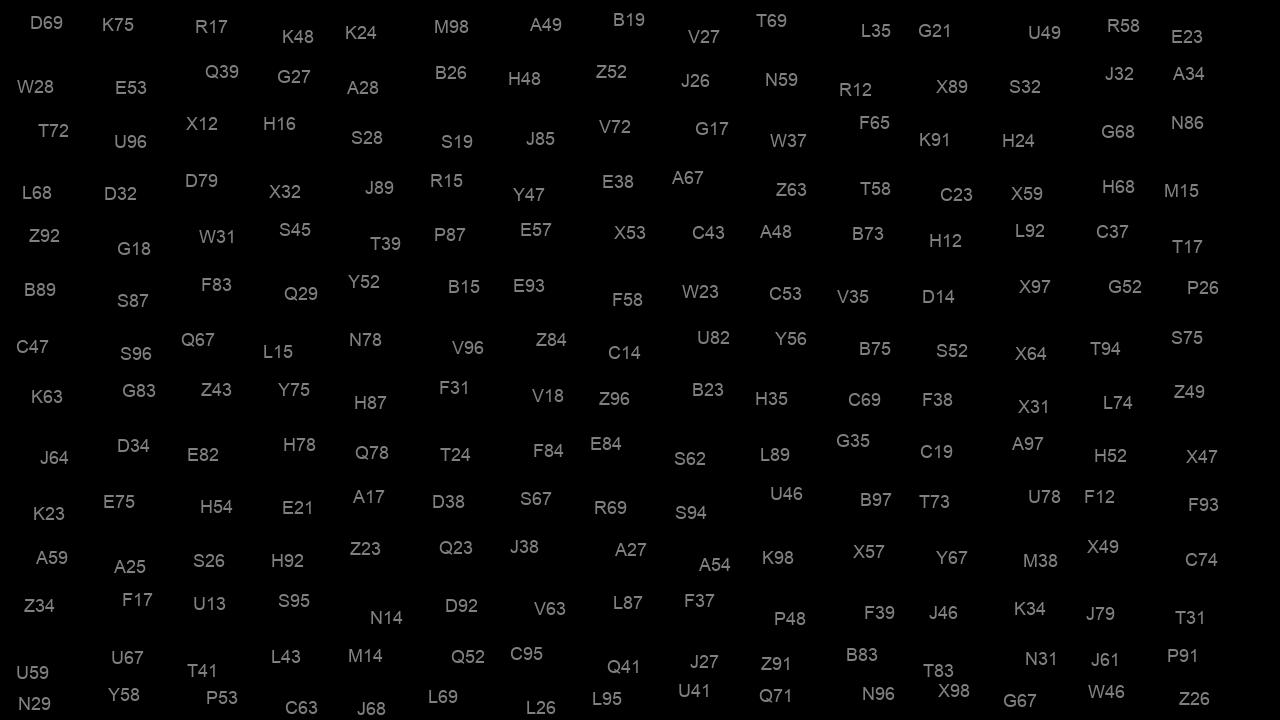 D69 K75 R17 K48 K24 M98 A49 B19 V27 T69 L35 G21 U49 R58 E23
W28 E53 Q39 G27 A28 B26 H48 Z52 J26 N59 R12 X89 S32 J32 A34
T72 U96 X12 H16 S28 S19 J85 V72 G17 W37 F65 K91 H24 G68 N86
L68 D32 D79 X32 J89 R15 Y47 E38 A67 Z63 T58 C23 X59 H68 M15
Z92 G18 W31 S45 T39 P87 E57 X53 C43 A48 B73 H12 L92 C37 T17
B89 S87 F83 Q29 Y52 B15 E93 F58 W23 C53 V35 D14 X97 G52 P26
C47 S96 Q67 L15 N78 V96 Z84 C14 U82 Y56 B75 S52 X64 T94 S75
K63 G83 Z43 Y75 H87 F31 V18 Z96 B23 H35 C69 F38 X31 L74 Z49
J64 D34 E82 H78 Q78 T24 F84 E84 S62 L89 G35 C19 A97 H52 X47
K23 E75 H54 E21 A17 D38 S67 R69 S94 U46 B97 T73 U78 F12 F93
A59 A25 S26 H92 Z23 Q23 J38 A27 A54 K98 X57 Y67 M38 X49 C74
Z34 F17 U13 S95 N14 D92 V63 L87 F37 P48 F39 J46 K34 J79 T31
U59 U67 T41 L43 M14 Q52 C95 Q41 J27 Z91 B83 T83 N31 J61 P91
N29 Y58 P53 C63 J68 L69 L26 L95 U41 Q71 N96 X98 G67 W46 Z26